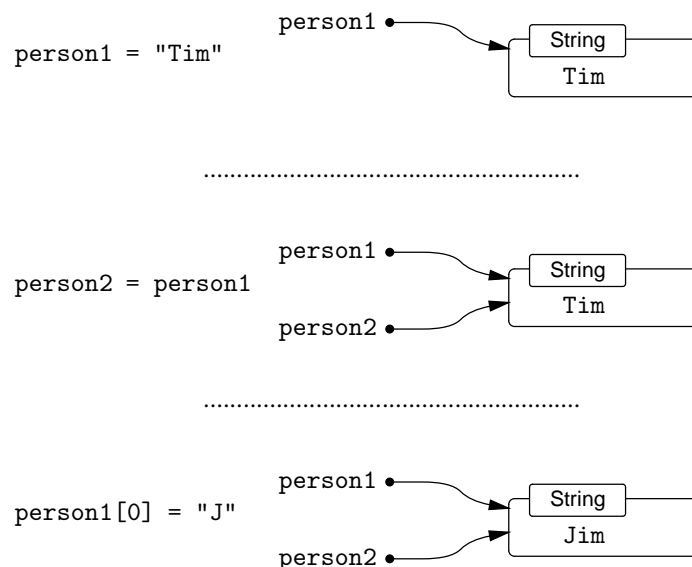 person1
person1 = "Tim"
String
Tim
person1
person2 = person1
String
Tim
person2
person1
person1[0] = "J"
String
Jim
person2